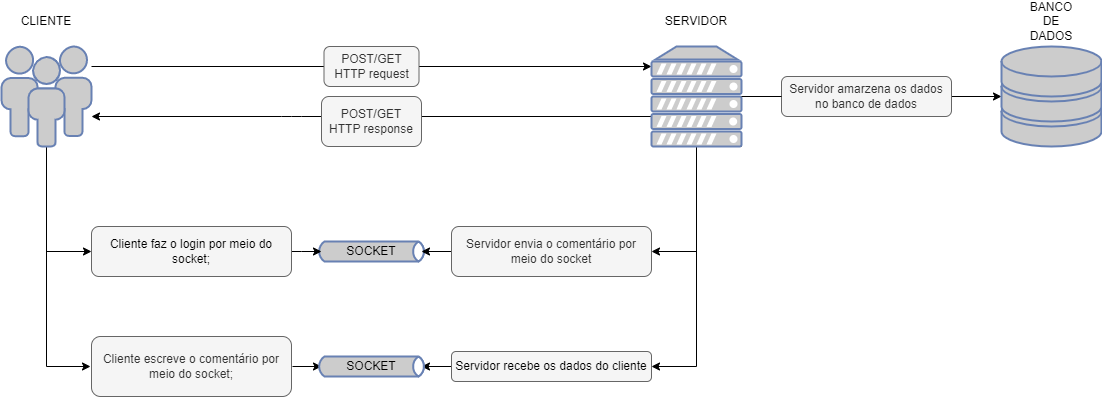 CLIENTE
SERVIDOR
BANCO
DE
DADOS
POST/GET
HTTP request
Servidor amarzena os dados
no banco de dados
POST/GET
HTTP response
Cliente faz o login por meio do
socket;
SOCKET
Servidor envia o comentário por
meio do socket
Cliente escreve o comentário por
meio do socket;
SOCKET
Servidor recebe os dados do cliente